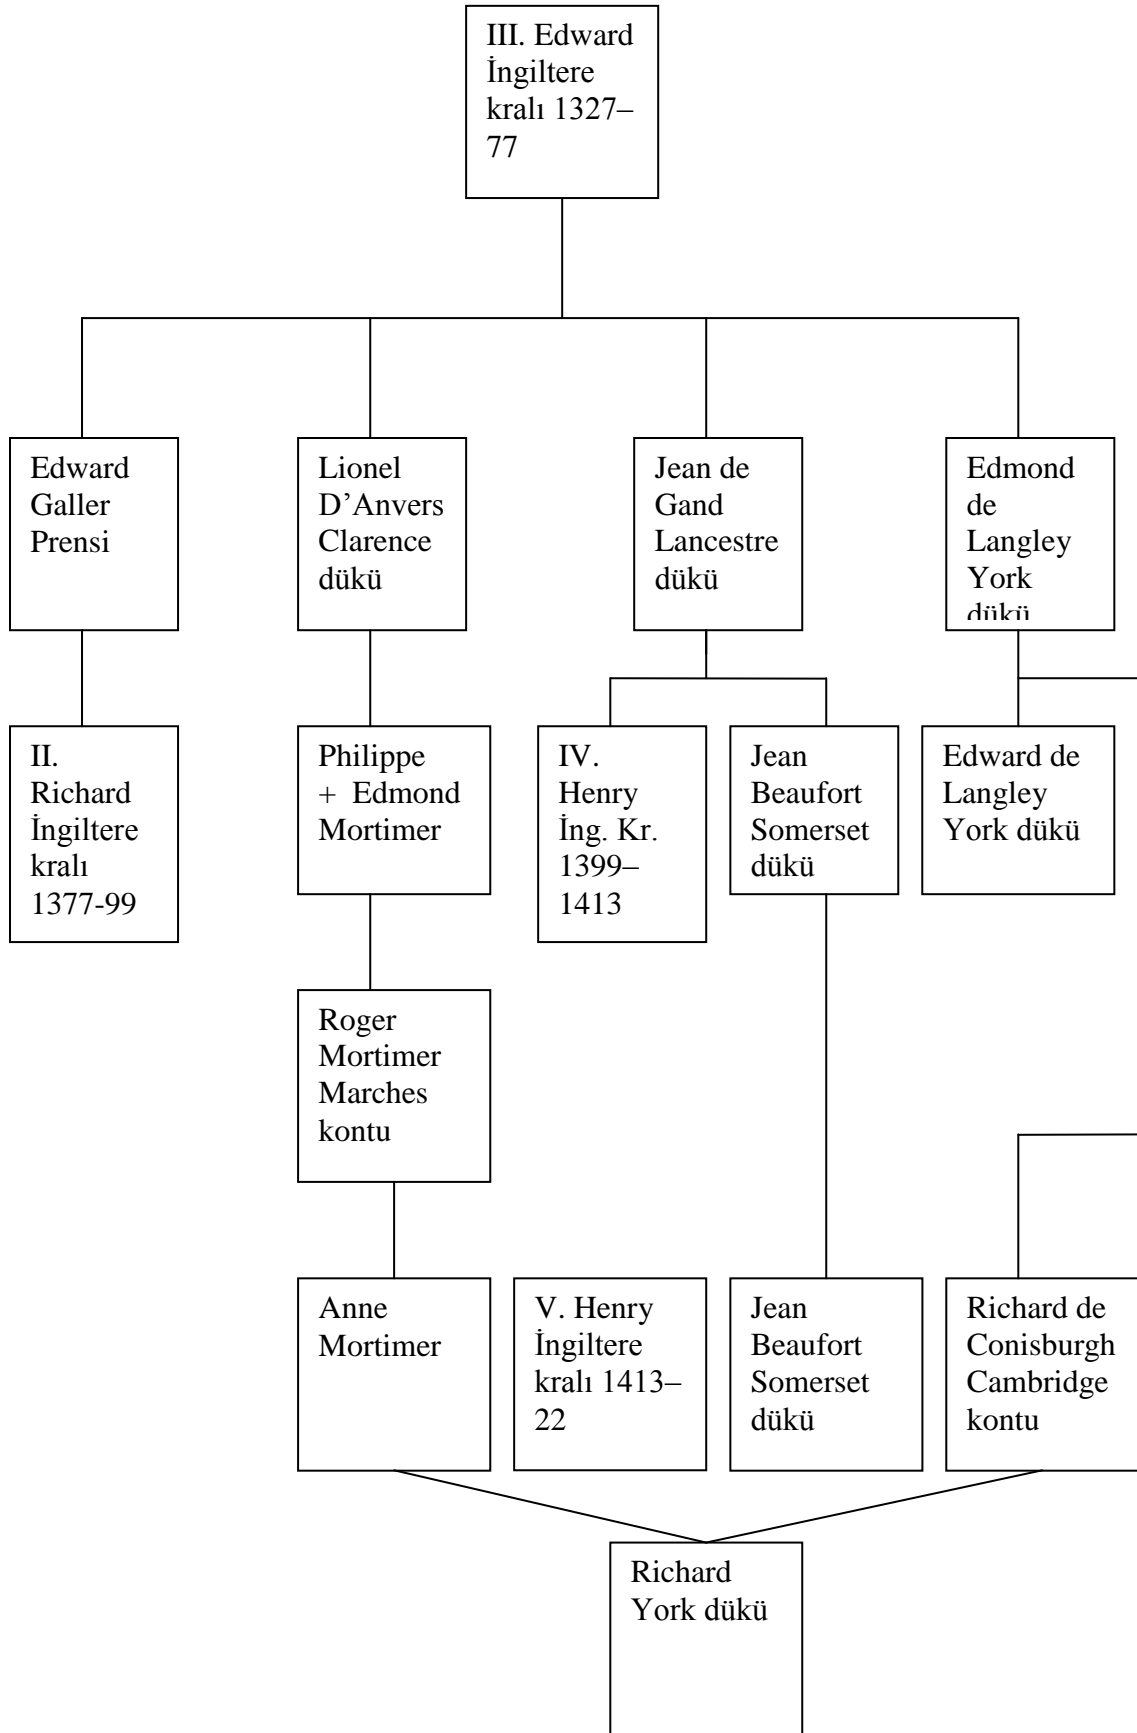 III. Edward
İngiltere
kralı 1327–
77
Edward
Galler
Prensi
Lionel
D’Anvers
Clarence
dükü
Jean de
Gand
Lancestre
dükü
Edmond
de
Langley
York
dükü
II.
Richard
İngiltere
kralı
1377-99
Philippe
+ Edmond
Mortimer
IV.
Henry
İng. Kr.
1399–
1413
Jean
Beaufort
Somerset
dükü
Edward de
Langley
York dükü
Roger
Mortimer
Marches
kontu
Anne
Mortimer
V. Henry
İngiltere
kralı 1413–
22
Jean
Beaufort
Somerset
dükü
Richard de
Conisburgh
Cambridge
kontu
Richard
York dükü